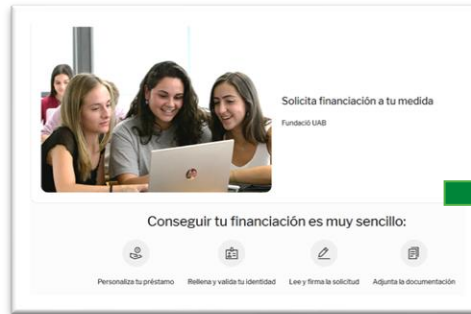 Solicita financiación a tu medida
Fundació UAB
Conseguir tu financiación es muy sencillo:
Personaliza tu préstamo
Rellena y valida tu identidad
Lee y firma la solicitud
Adjunta la documentación